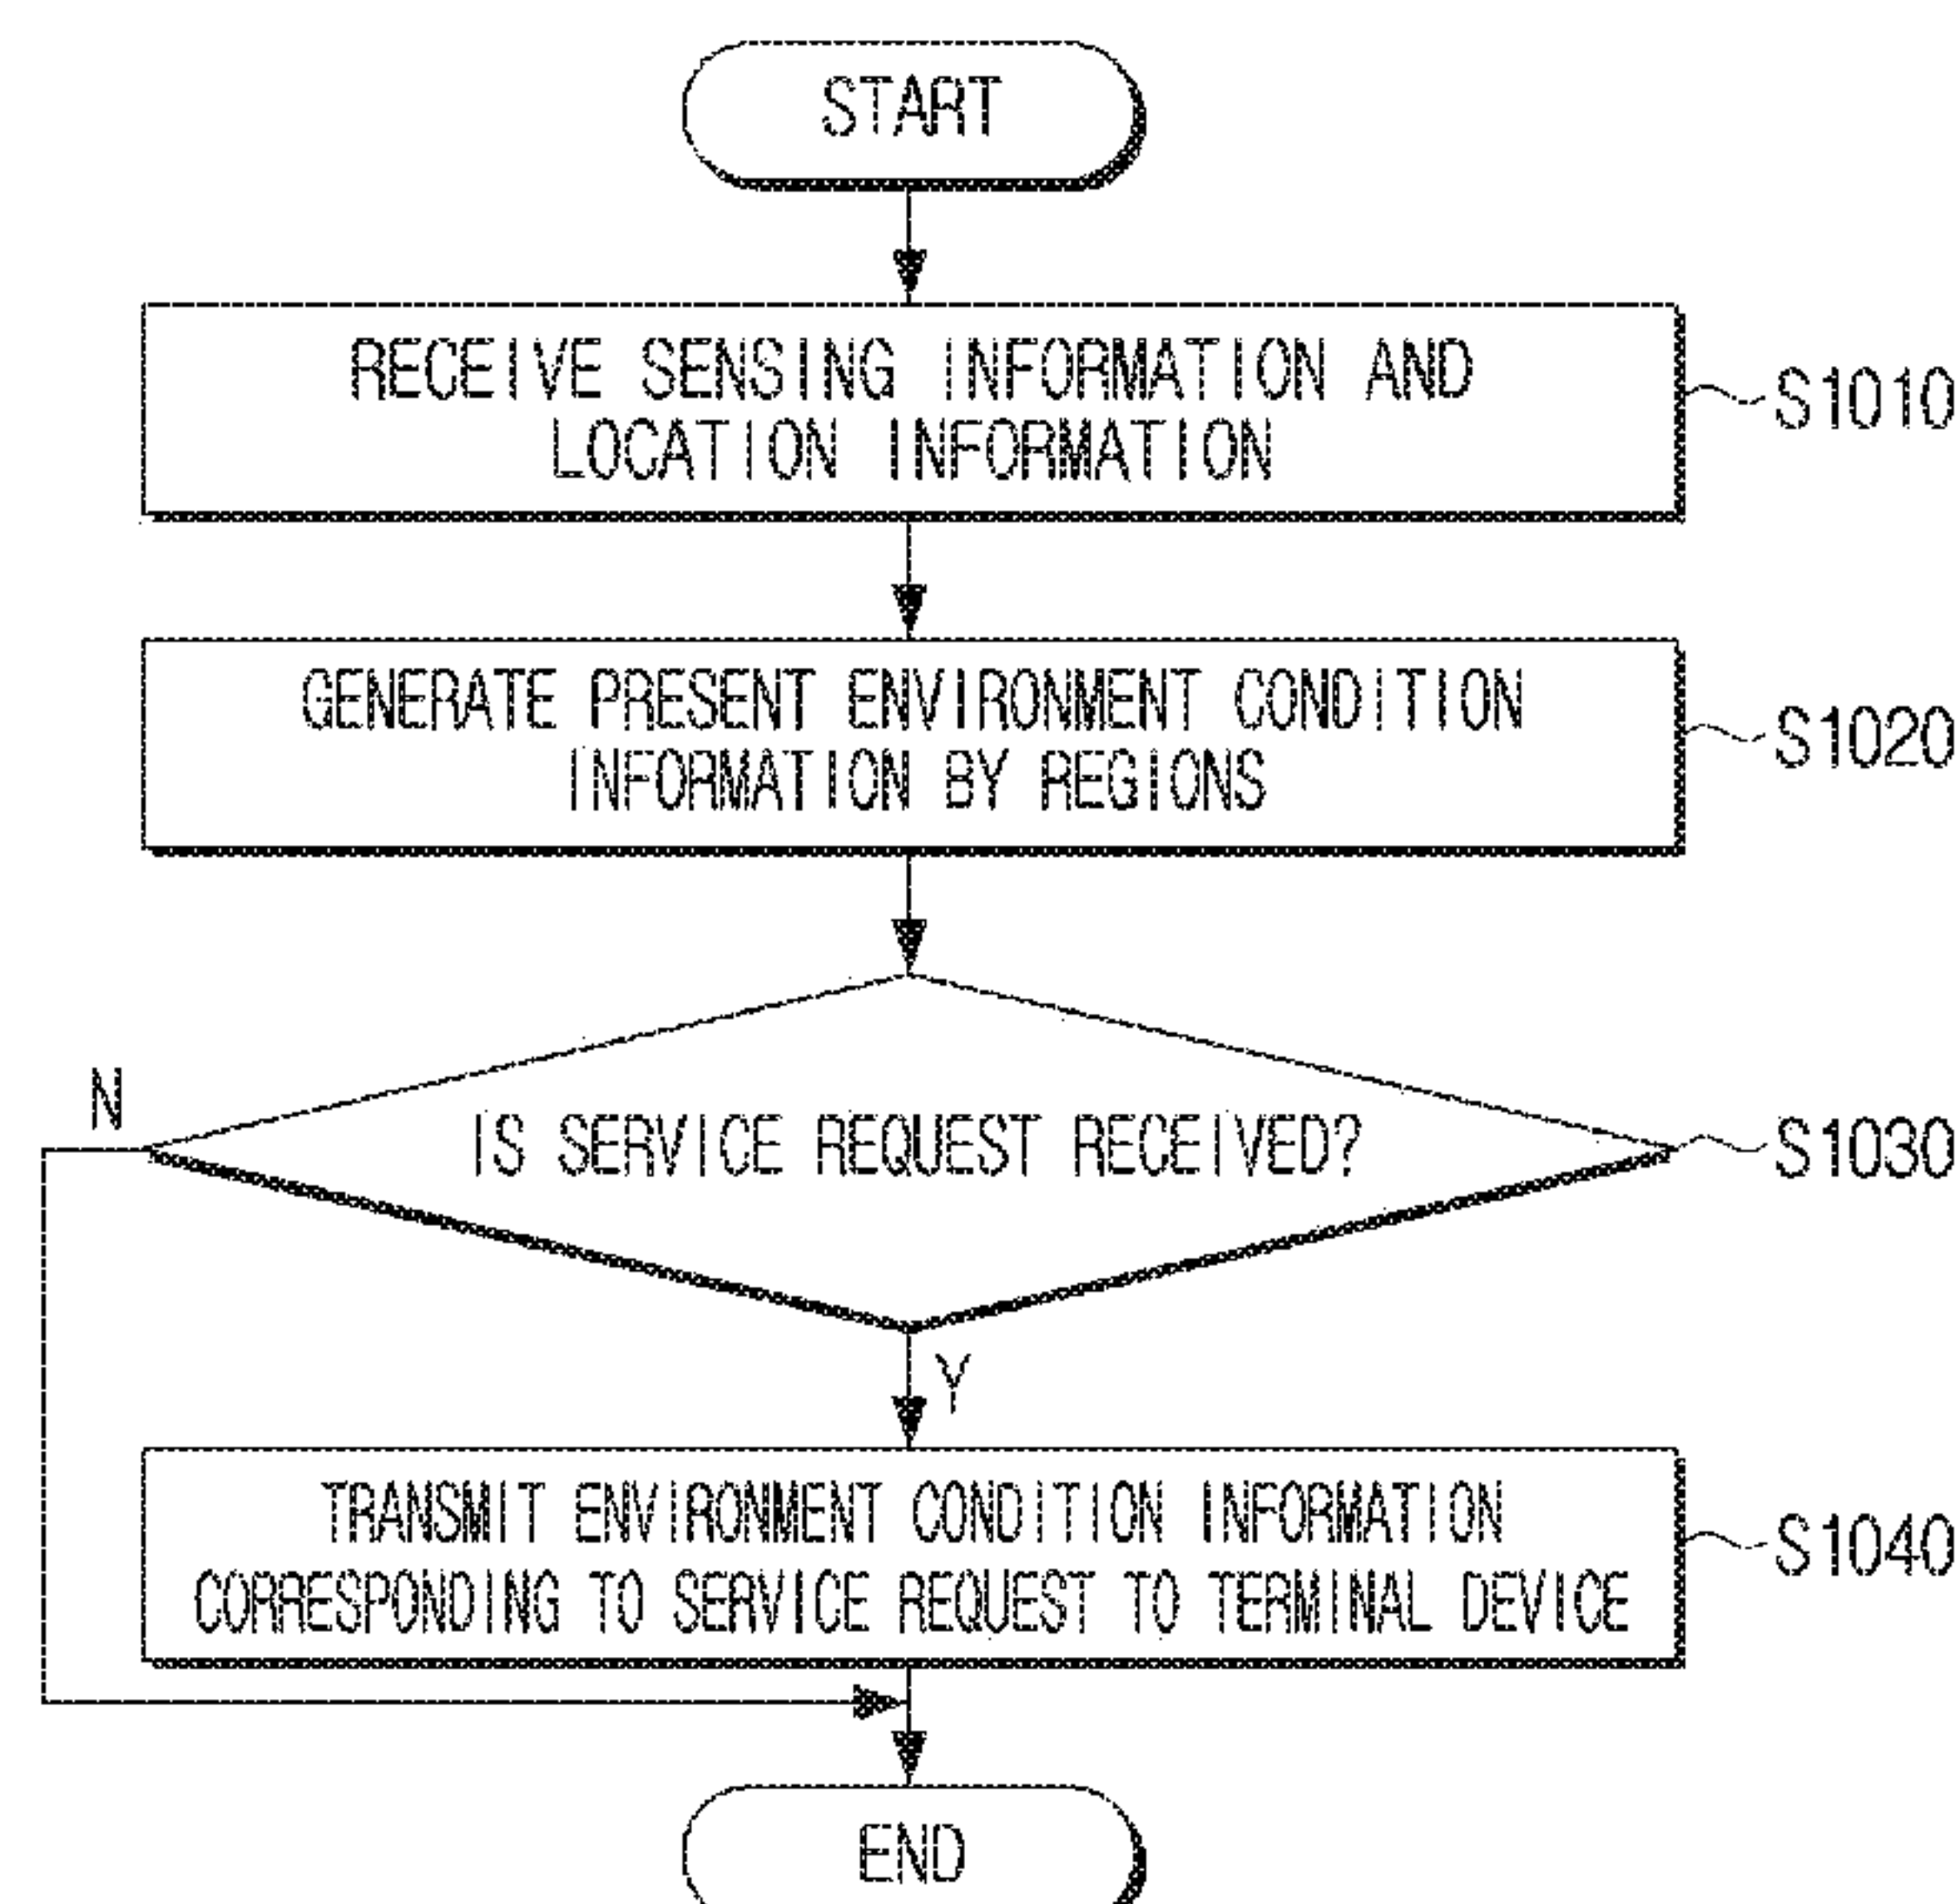 START
RECEIVE SENSING INFORMATION AND
LOCATION INFORMATION
S1010
GENERATE PRESENT ENVIRONMENT CONDITION
INFORMATION BY REGIONS
S1020
N
IS SERVICE REQUEST RECEIVED?
S1030
Y
TRANSMIT ENVIRONMENT CONDITION INFORMATION
CORRESPONDING TO SERVICE REQUEST TO TERMINAL DEVICE
S1040
END